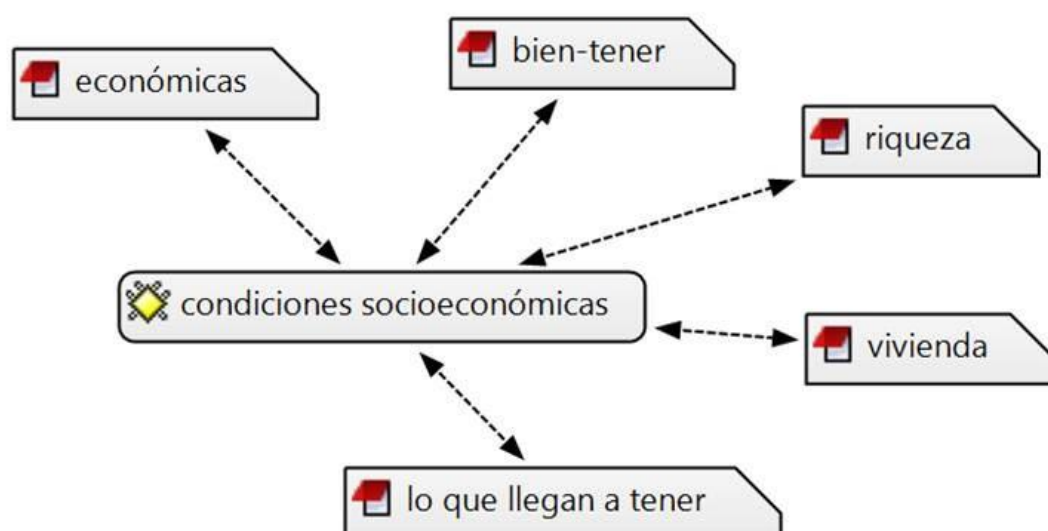 bien-tener
económicas
riqueza
condiciones socioeconómicas
vivienda
lo que llegan a tener